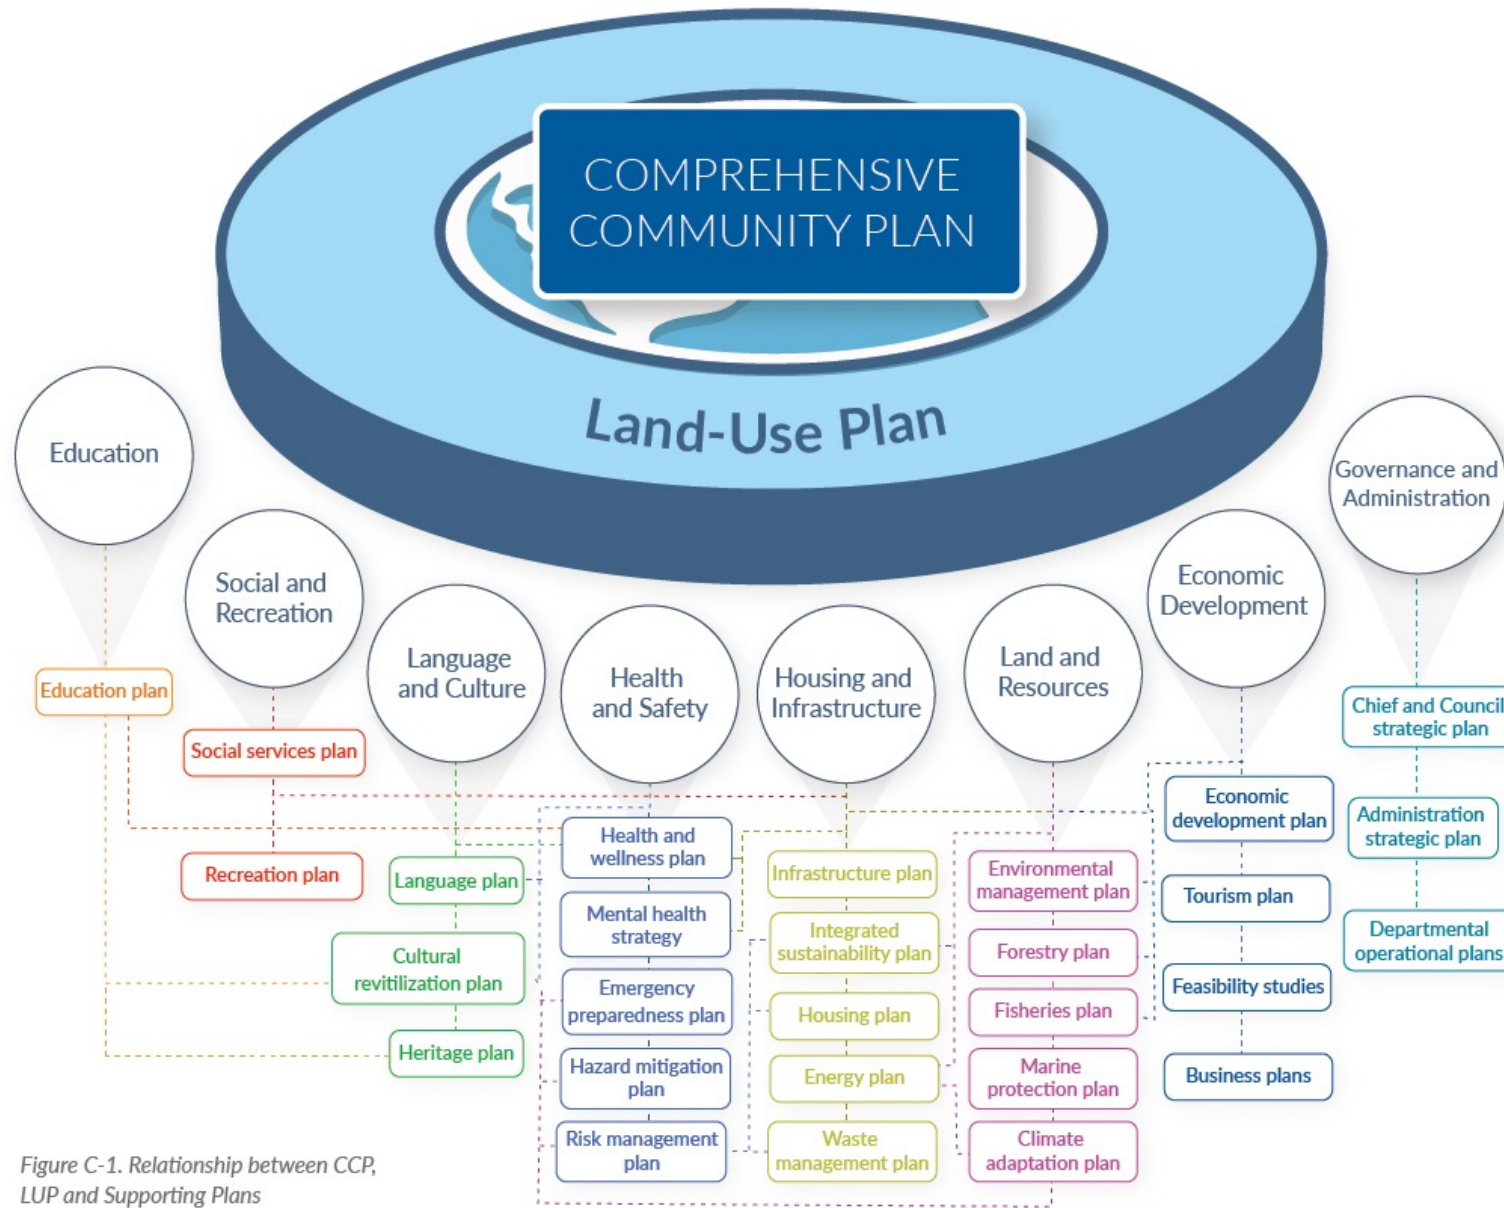 COMPREHENSIVE
COMMUNITY PLAN
Land-Use Plan
Education
Education plan
Social and
Recreation
Social services plan
Recreation plan
Language
and Culture
Language plan
Cultural
revitilization plan
Heritage plan
Health
and Safety
Health and
wellness plan
Mental health
strategy
Emergency
preparedness plan
Hazard mitigation
plan
Risk management
plan
Housing and
Infrastructure
Infrastructure plan
Integrated
sustainability plan
Housing plan
Energy plan
Waste
management plan
Land and
Resources
Environmental
management plan
Forestry plan
Fisheries plan
Marine
protection plan
Climate
adaptation plan
Economic
Development
Economic
development plan
Tourism plan
Feasibility studies
Business plans
Governance and
Administration
Chief and Council
strategic plan
Administration
strategic plan
Departmental
operational plans
Figure C-1. Relationship between CCP,
LUP and Supporting Plans